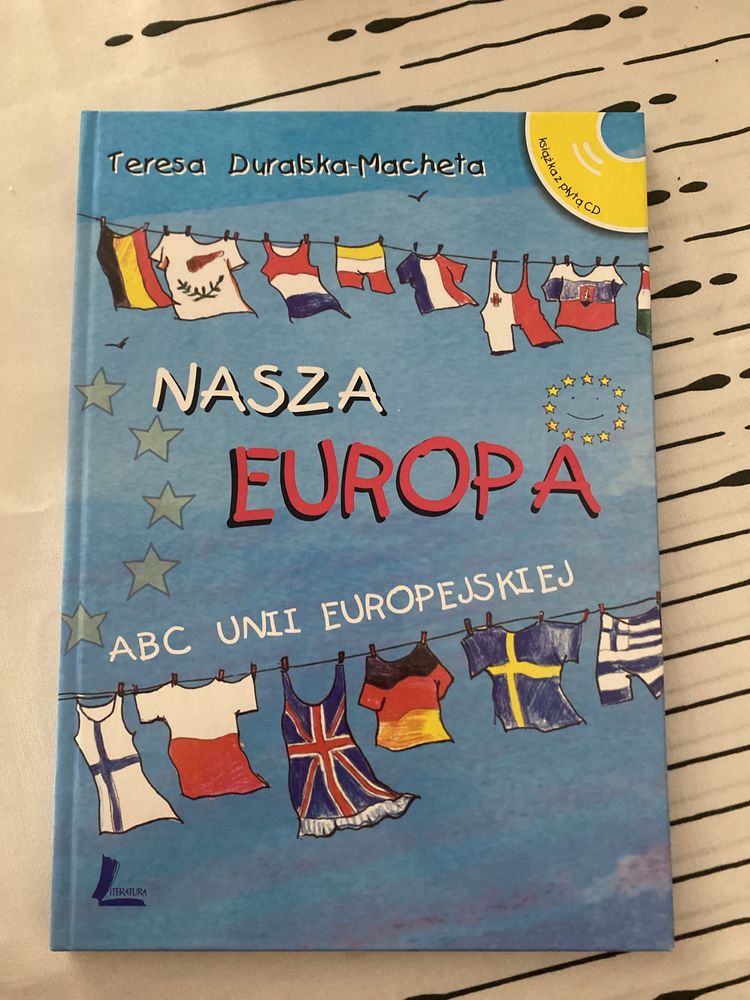 Teresa Duralska-Macheta
książka z płytą CD
NASZA
EUROPA
ABC UNII EUROPEJSKIEJ
LITERATURA